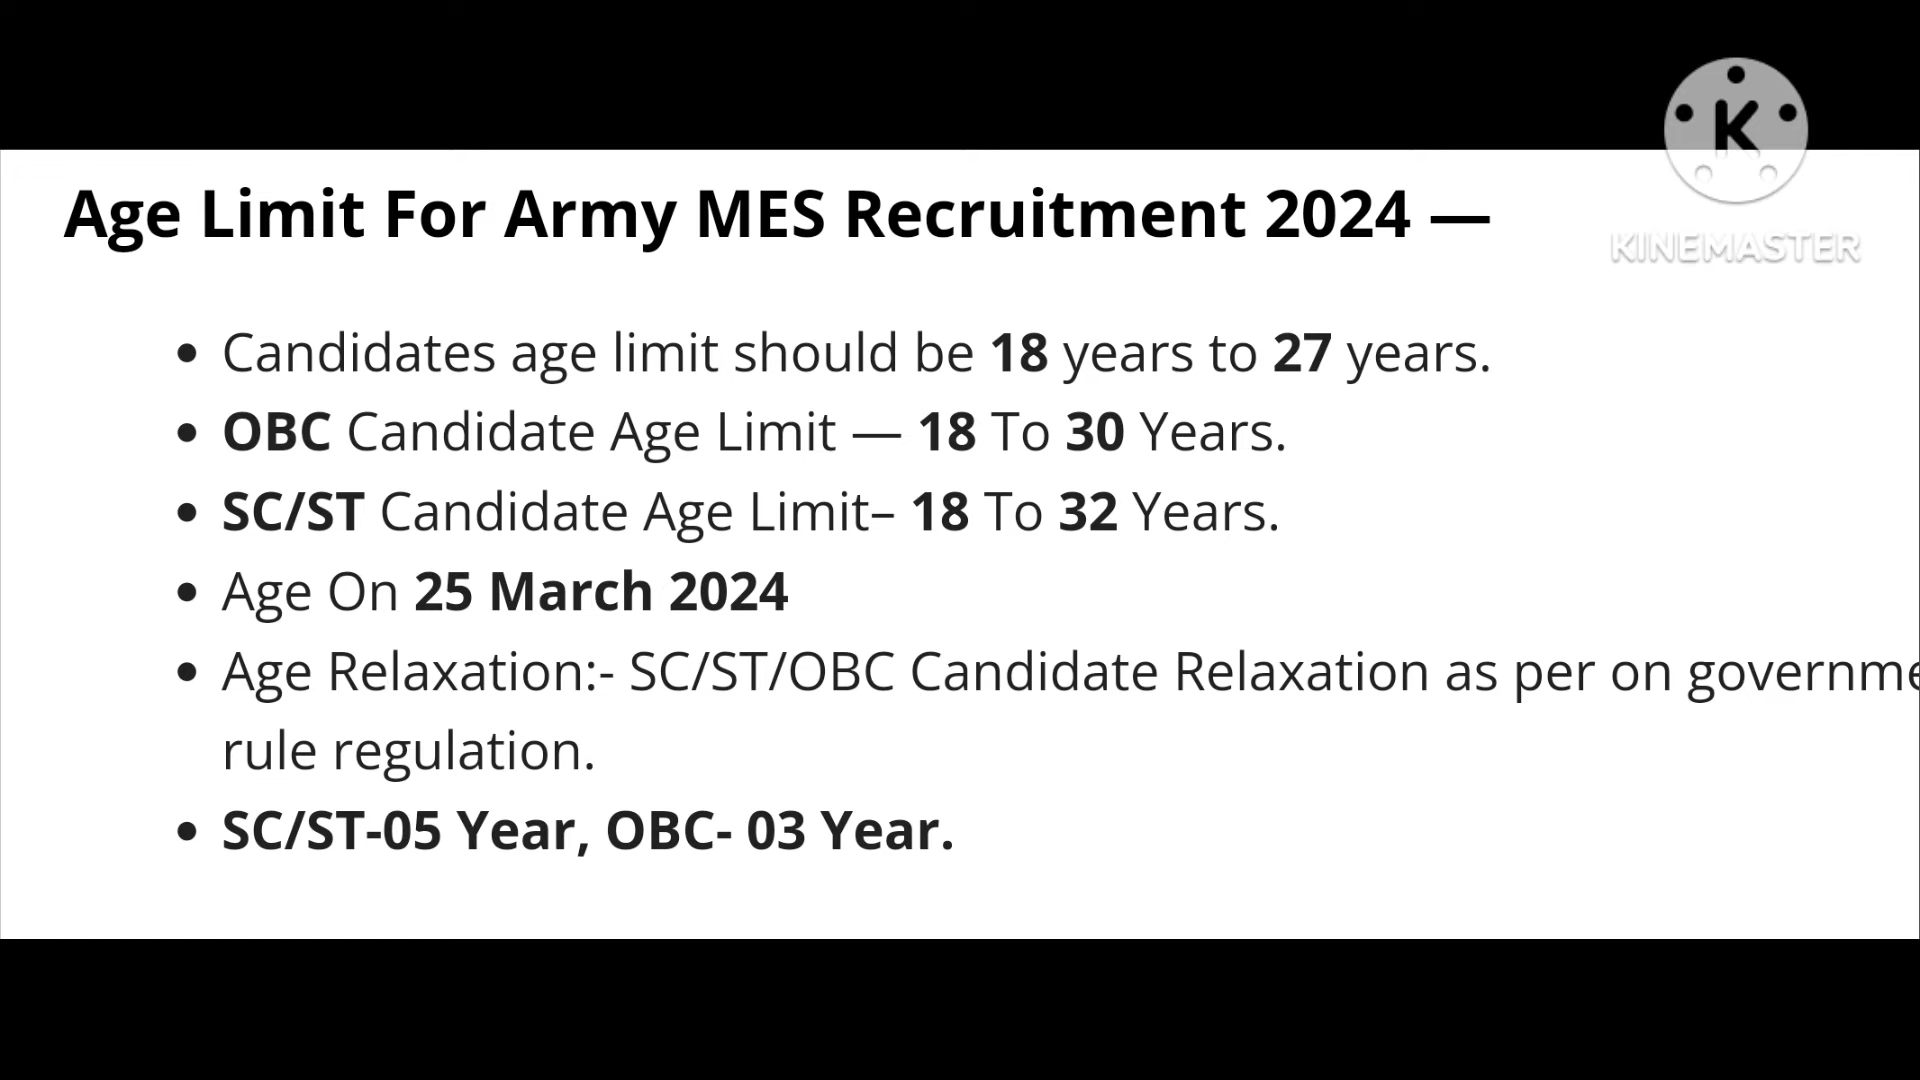 Age Limit For Army MES Recruitment 2024 —
K
KINEMASTER
• Candidates age limit should be 18 years to 27 years.
• OBC Candidate Age Limit — 18 To 30 Years.
• SC/ST Candidate Age Limit– 18 To 32 Years.
• Age On 25 March 2024
• Age Relaxation:- SC/ST/OBC Candidate Relaxation as per on governme
rule regulation.
• SC/ST-05 Year, OBC- 03 Year.